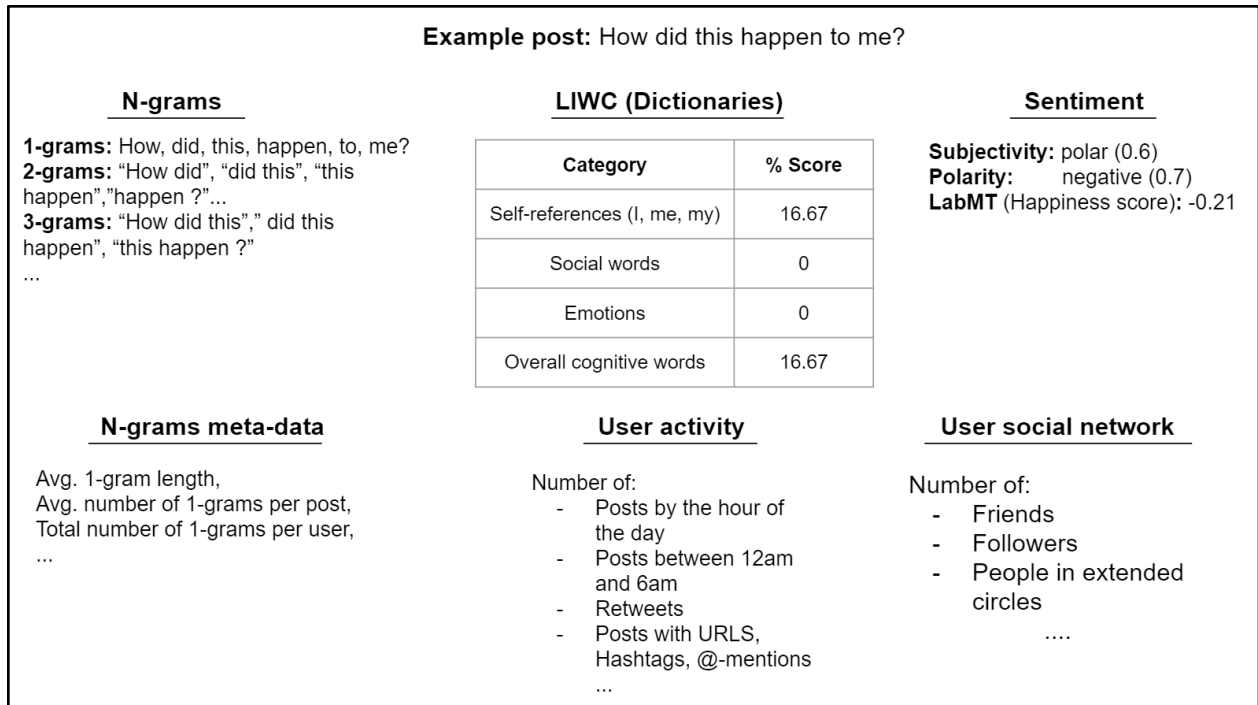 Example post: How did this happen to me?
N-grams
1-grams: How, did, this, happen, to, me?
2-grams: “How did”, “did this”, “this
happen”,”happen ?”...
3-grams: “How did this”,” did this
happen”, “this happen ?”
...
LIWC (Dictionaries)
Category % Score
Self-references (I, me, my) 16.67
Social words 0
Emotions 0
Overall cognitive words 16.67
Sentiment
Subjectivity: polar (0.6)
Polarity: negative (0.7)
LabMT (Happiness score): -0.21
N-grams meta-data
Avg. 1-gram length,
Avg. number of 1-grams per post,
Total number of 1-grams per user,
...
User activity
Number of:
- Posts by the hour of
the day
- Posts between 12am
and 6am
- Retweets
- Posts with URLS,
Hashtags, @-mentions
...
User social network
Number of:
- Friends
- Followers
- People in extended
circles
....